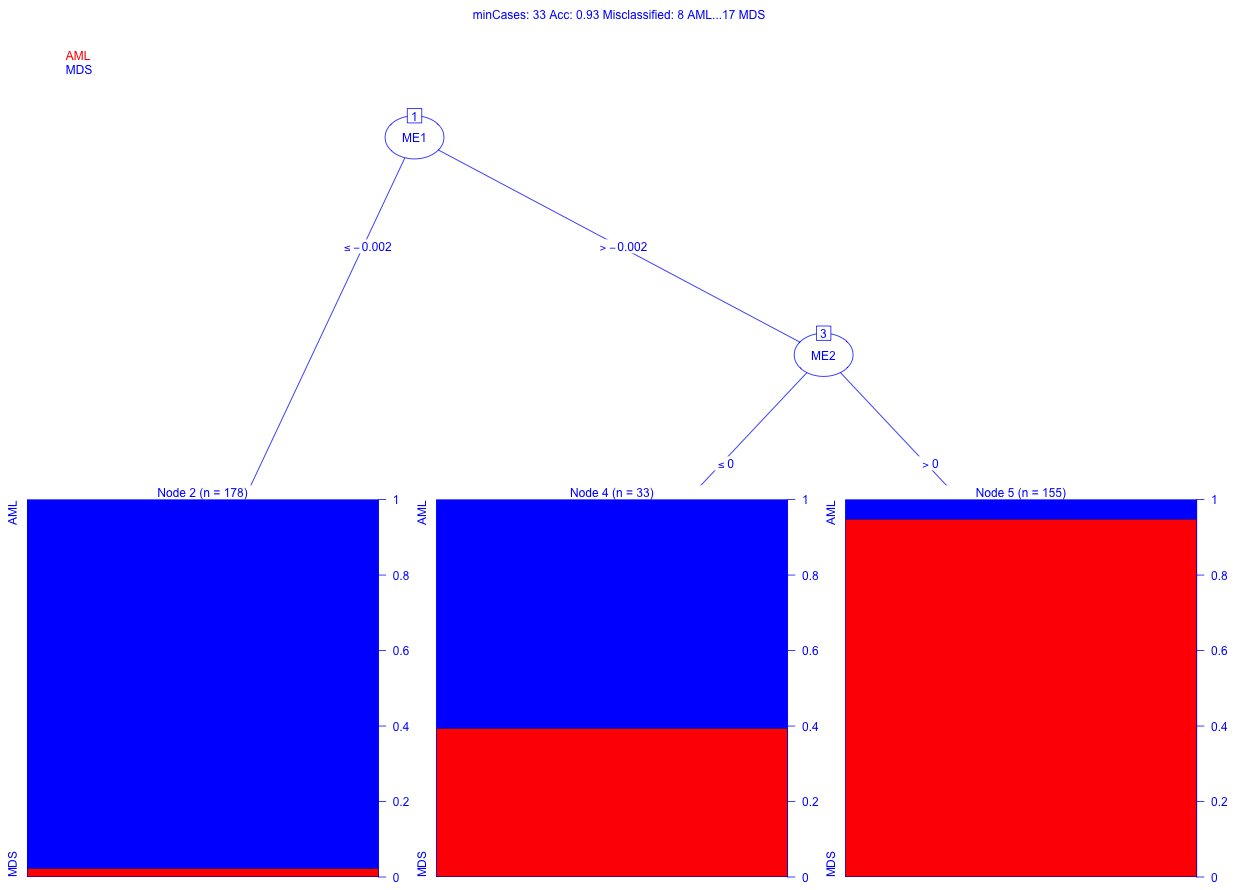 minCases: 33 Acc: 0.93 Misclassified: 8 AML...17 MDS
AML
MDS
1
ME1
≤ −0.002
> −0.002
3
ME2
≤ 0
> 0
Node 2 (n = 178)
AML
MDS
1
0.8
0.6
0.4
0.2
0
Node 4 (n = 33)
AML
MDS
1
0.8
0.6
0.4
0.2
0
Node 5 (n = 155)
AML
MDS
1
0.8
0.6
0.4
0.2
0